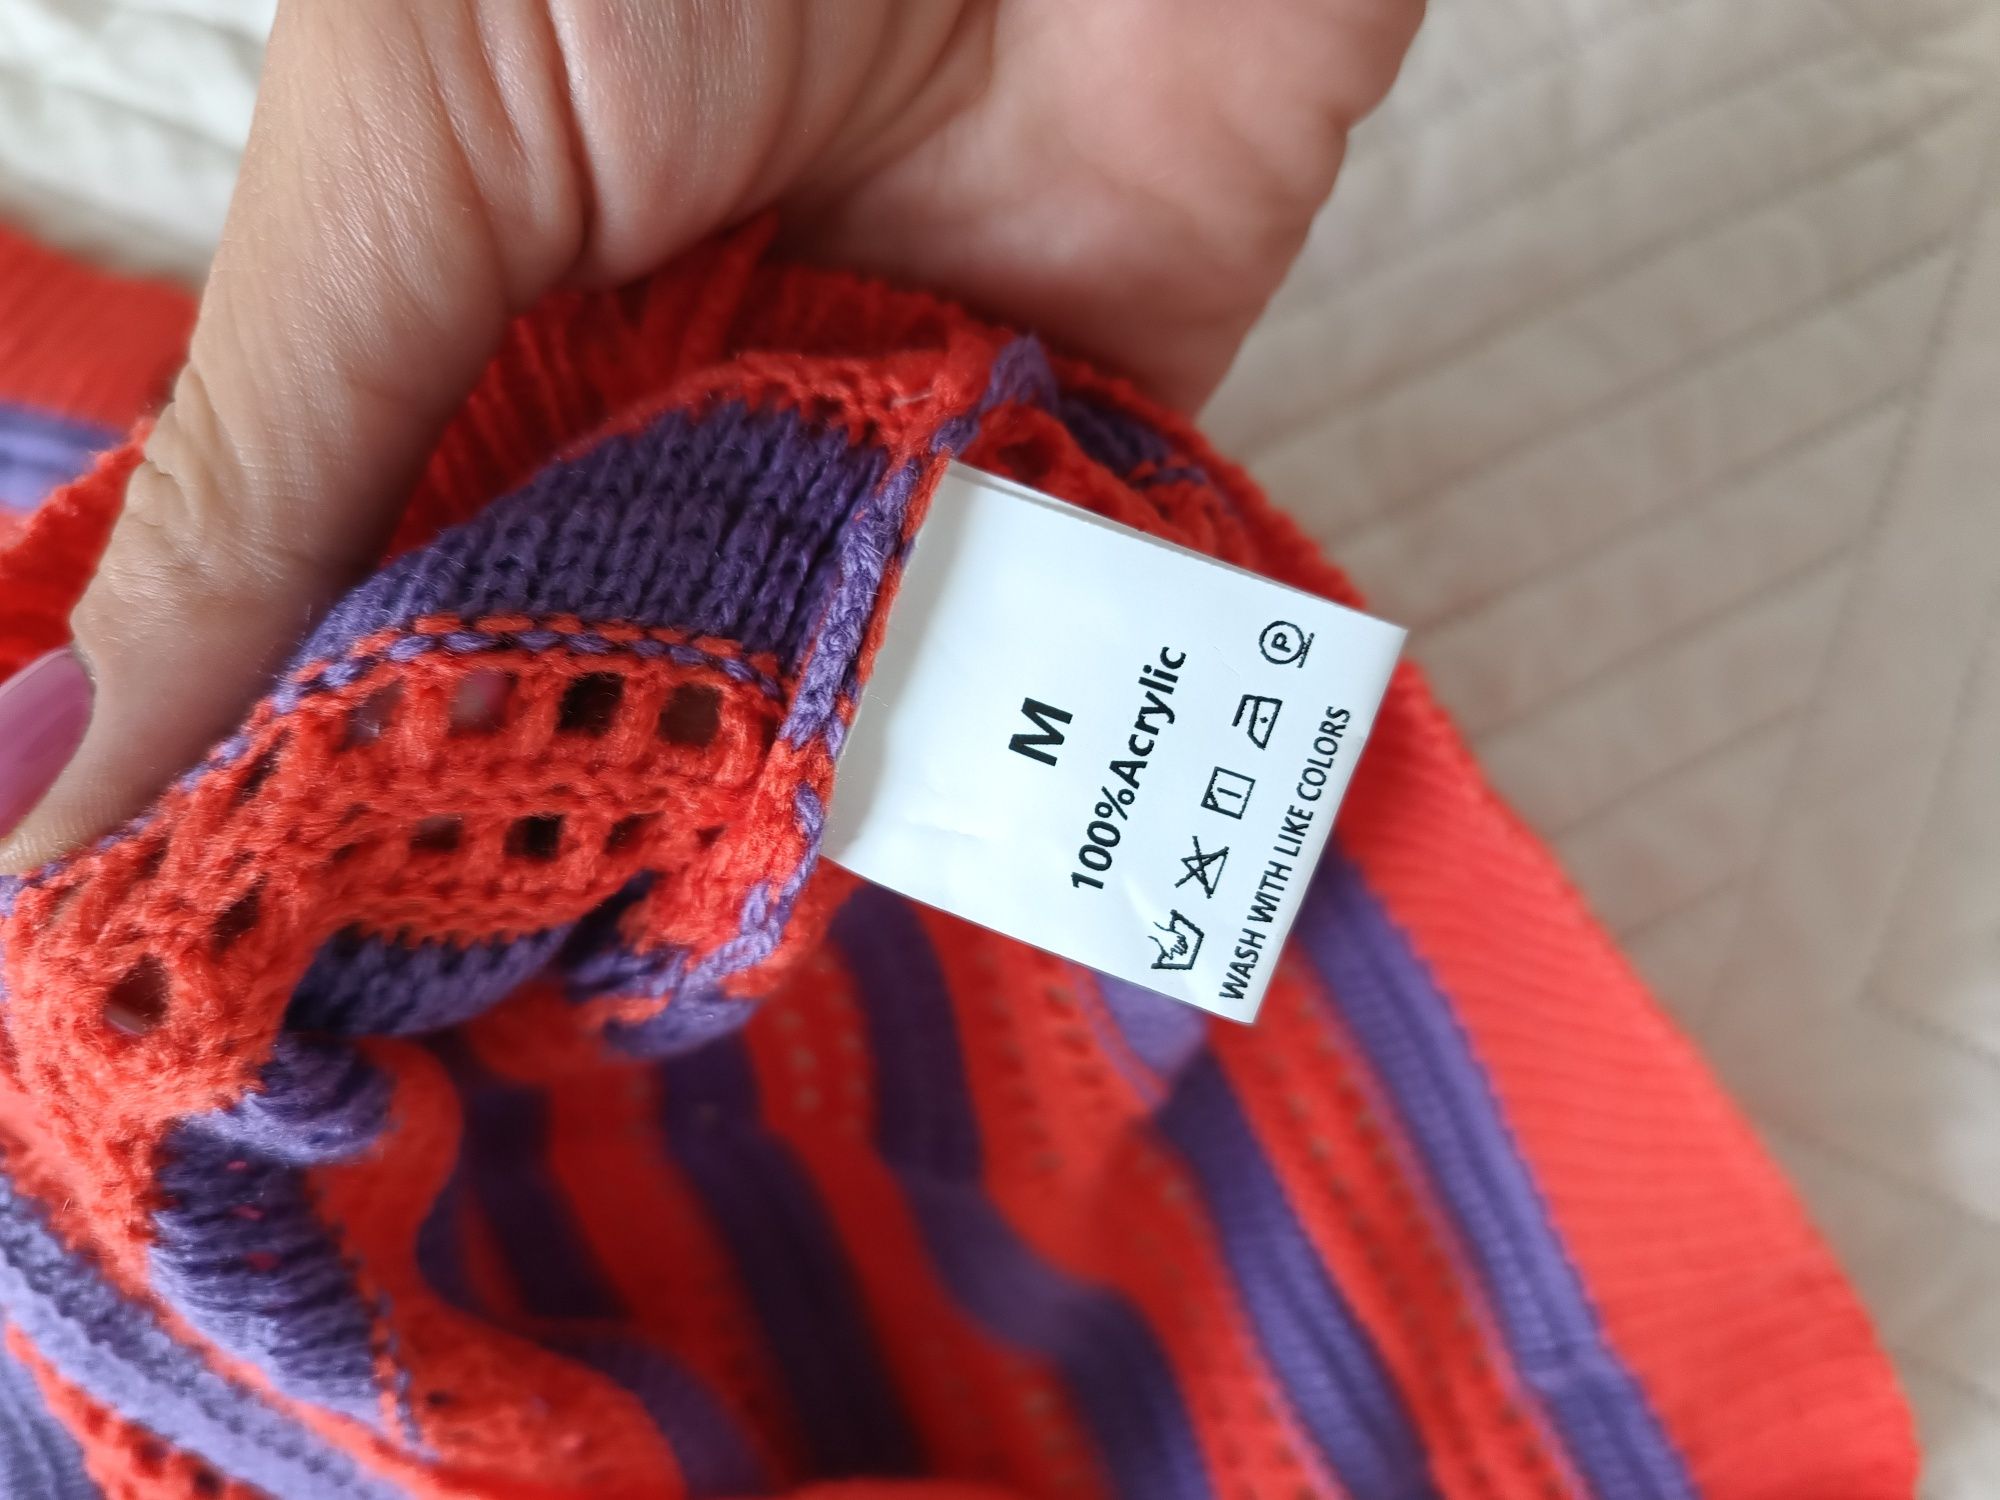 M
100%Acrylic
P
WASH WITH LIKE COLORS